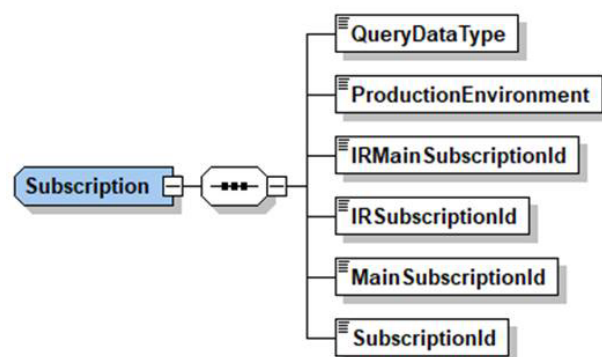 QueryDataType
ProductionEnvironment
IRMainSubscriptionId
Subscription
IRSubscriptionId
MainSubscriptionId
SubscriptionId